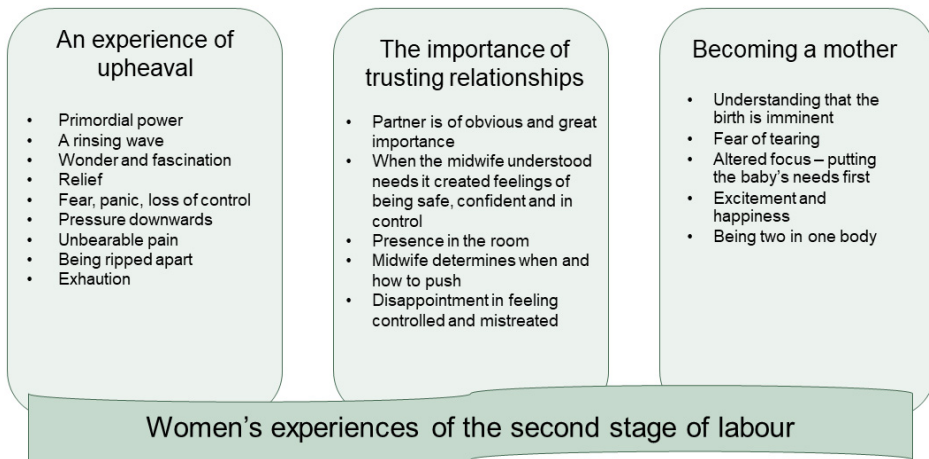 An experience of
upheaval
• Primordial power
• A rinsing wave
• Wonder and fascination
• Relief
• Fear, panic, loss of control
• Pressure downwards
• Unbearable pain
• Being ripped apart
• Exhaution
The importance of
trusting relationships
• Partner is of obvious and great
importance
• When the midwife understood
needs it created feelings of
being safe, confident and in
control
• Presence in the room
• Midwife determines when and
how to push
• Disappointment in feeling
controlled and mistreated
Becoming a mother
• Understanding that the
birth is imminent
• Fear of tearing
• Altered focus – putting
the baby’s needs first
• Excitement and
happiness
• Being two in one body
Women’s experiences of the second stage of labour